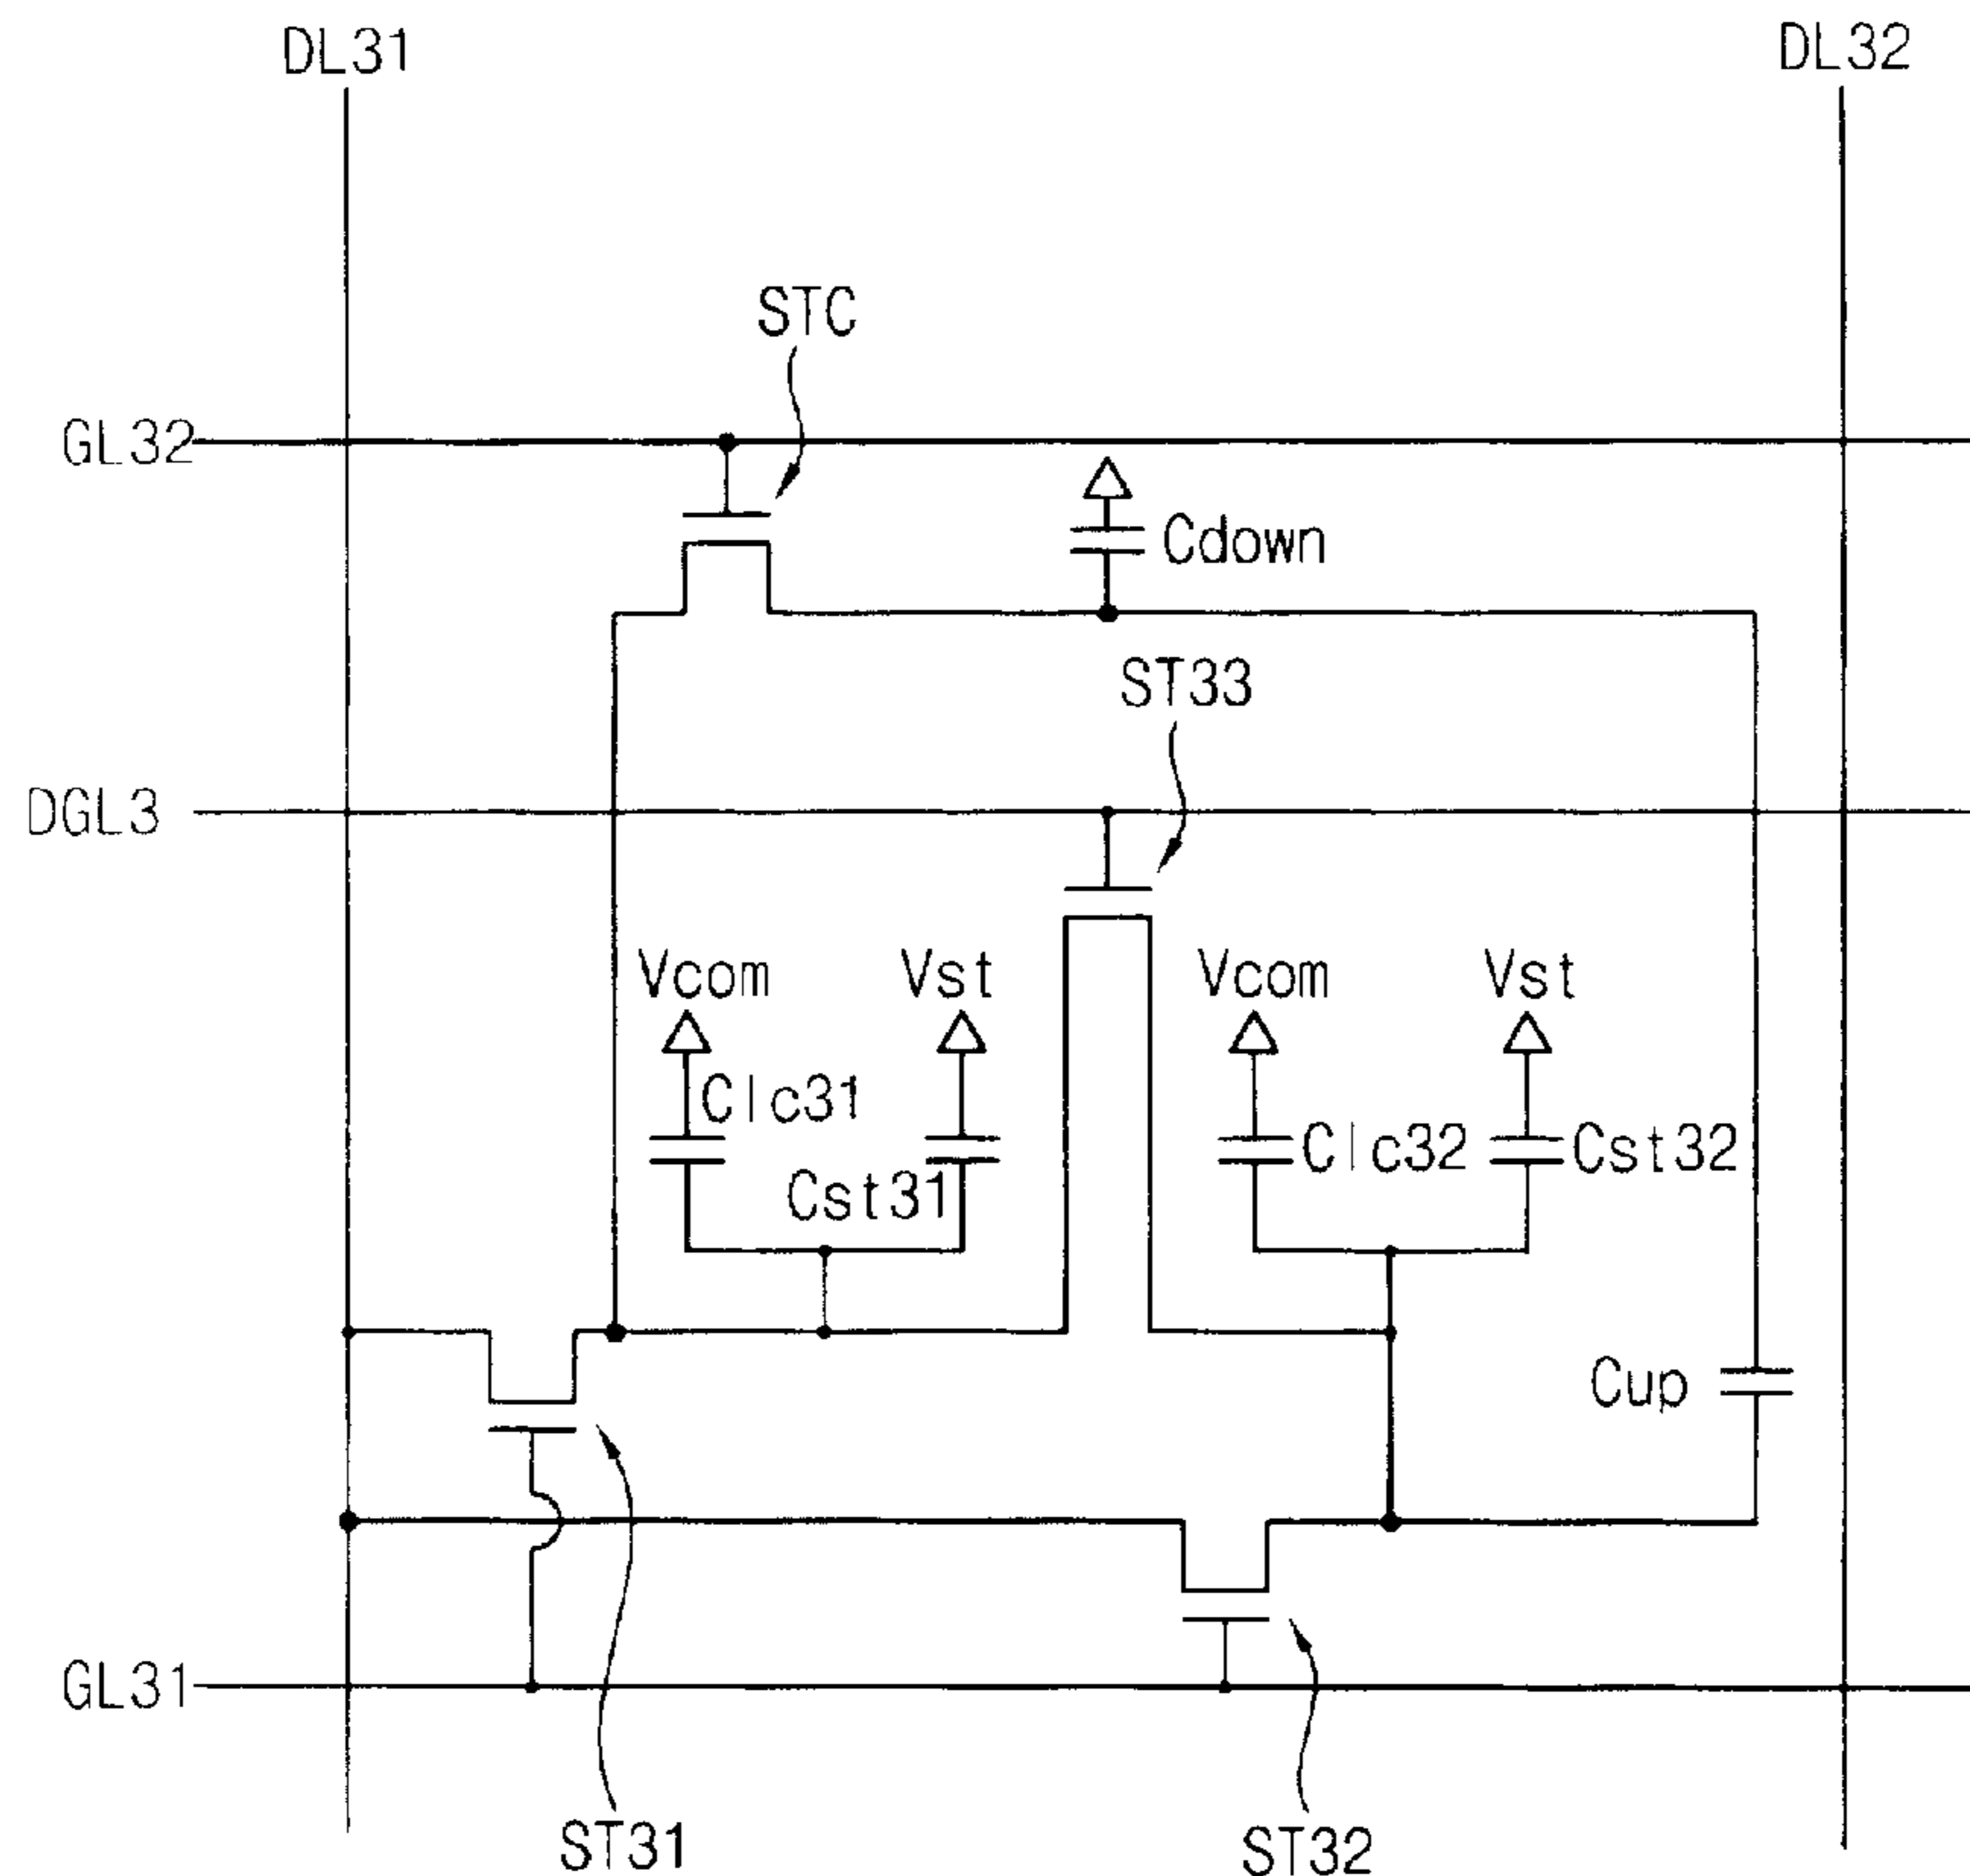 DL31
DL32
STC
GL32
Cdown
ST33
DGL3
Vcom
Vst
Vcom
Vst
Clc31
Clc32
Cst32
Cst31
Cup
GL31
ST31
ST32